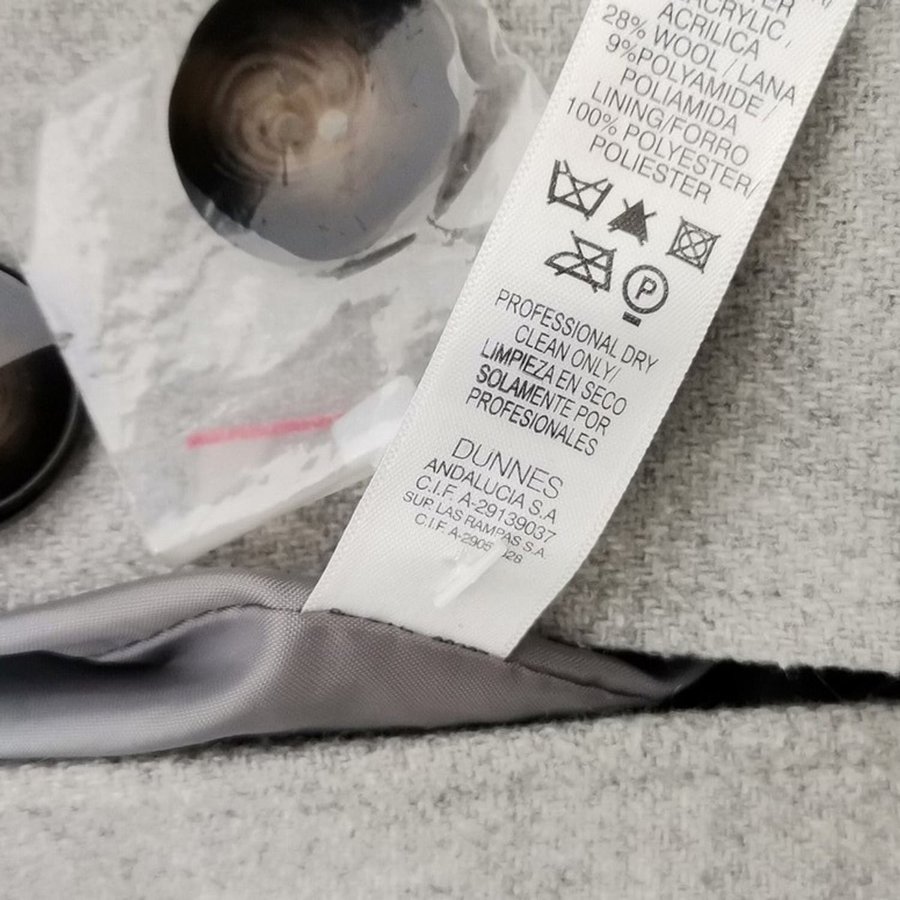 ACRYLIC,
ACRILICA
28% WOOL / LANA
9%POLYAMIDE/
POLIAMIDA
LINING/FORRO
100% POLYESTER/
POLIESTER
P
PROFESSIONAL DRY
CLEAN ONLY/
LIMPIEZA EN SECO
SOLAMENTE POR
PROFESIONALES
DUNNES
ANDALUCIA S.A
C.I.F. A-29139037
SUP. LAS RAMPAS S.A.
C.I.F.